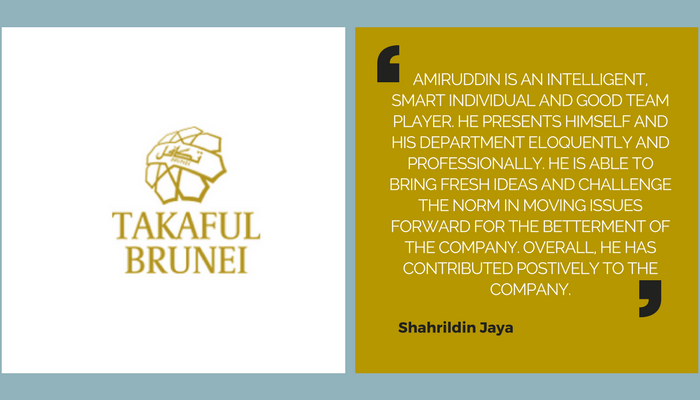 تكافل
BRUNEI
TAKAFUL
BRUNEI
AMIRUDDIN IS AN INTELLIGENT,
SMART INDIVIDUAL AND GOOD TEAM
PLAYER. HE PRESENTS HIMSELF AND
HIS DEPARTMENT ELOQUENTLY AND
PROFESSIONALLY. HE IS ABLE TO
BRING FRESH IDEAS AND CHALLENGE
THE NORM IN MOVING ISSUES
FORWARD FOR THE BETTERMENT OF
THE COMPANY. OVERALL, HE HAS
CONTRIBUTED POSTIVELY TO THE
COMPANY.
Shahrildin Jaya